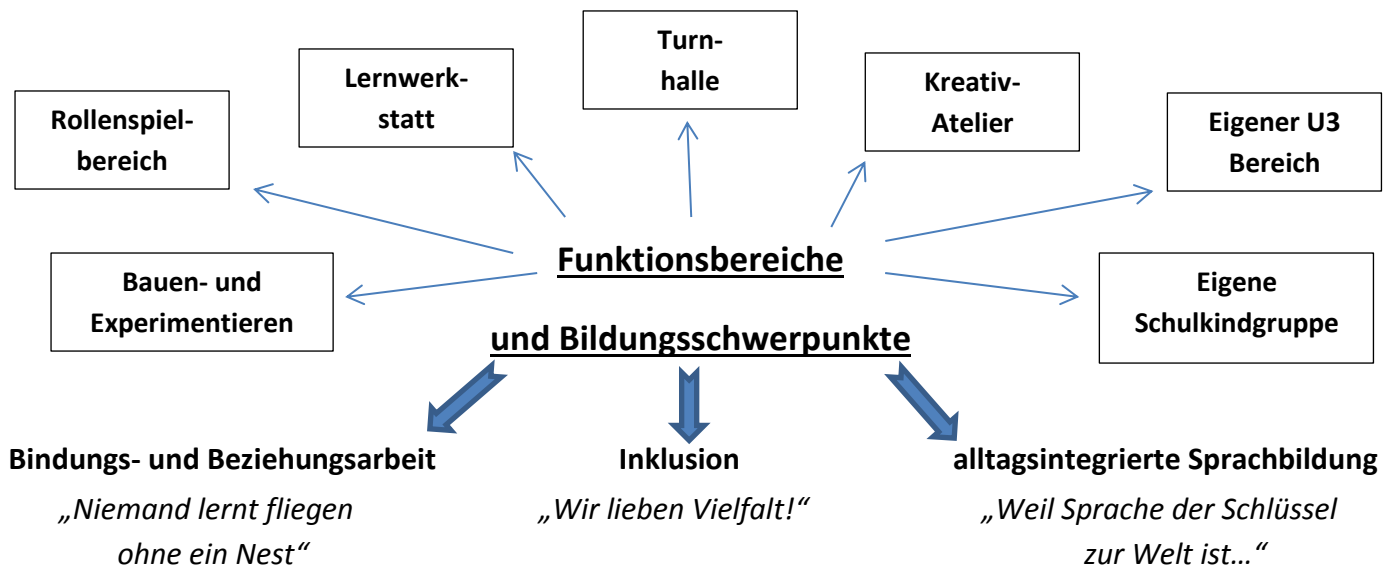 Turn-
halle
Lernwerk-
statt
Kreativ-
Atelier
Rollenspiel-
bereich
Eigener U3
Bereich
Funktionsbereiche
Bauen- und
Experimentieren
Eigene
Schulkindgruppe
und Bildungsschwerpunkte
Bindungs- und Beziehungsarbeit
„Niemand lernt fliegen
ohne ein Nest“
Inklusion
„Wir lieben Vielfalt!“
alltagsintegrierte Sprachbildung
„Weil Sprache der Schlüssel
zur Welt ist…“